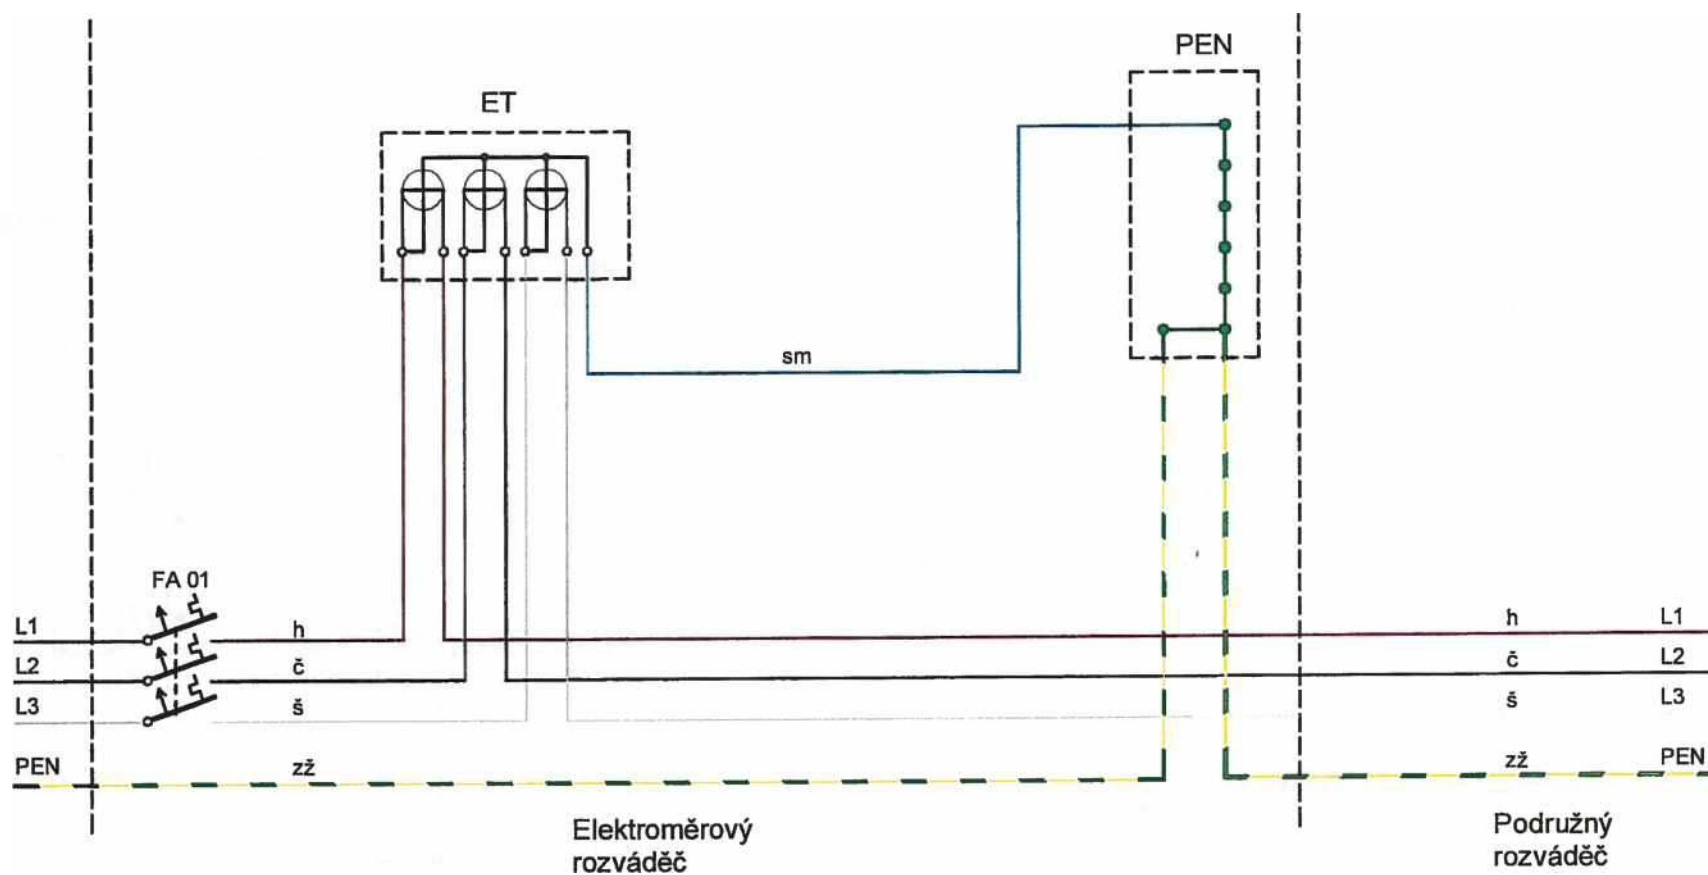 PEN
ET
sm
FA 01
L1
h
h
L1
L2
č
č
L2
L3
š
š
L3
PEN
zž
zž
PEN
Elektroměrový
rozváděč
Podružný
rozváděč